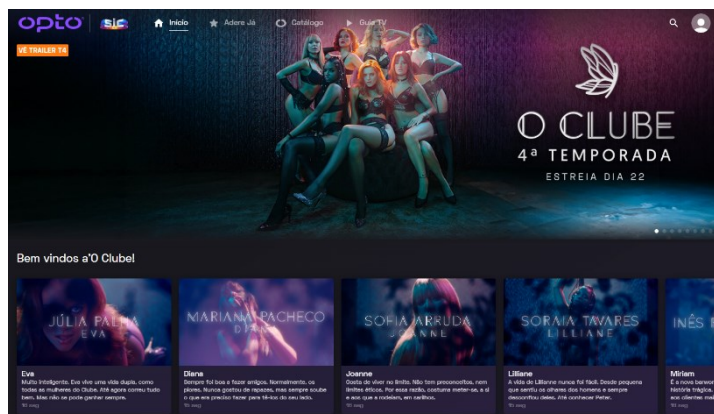 opto SIC Início Adere Já Catálogo Guia TV
VÊ TRAILER T4
O CLUBE
4ª TEMPORADA
ESTREIA DIA 22
Bem vindos a'O Clube!
JÚLIA PALHA
EVA
MARIANA PACHECO
DIANA
SOFIA ARRUDA
JOANNE
SORAIA TAVARES
LILLIANE
INÊS
Eva
Muito inteligente. Eva vive uma vida dupla, como
todas as mulheres do Clube. Até agora correu tudo
bem. Mas não se pode ganhar sempre.
Diana
Sempre foi boa a fazer amigos. Normalmente, os
piores. Nunca gostou de rapazes, mas sempre soube
o que era preciso fazer para tê-los do seu lado.
Joanne
Gosta de viver no limite. Não tem preconceitos, nem
limites éticos. Por essa razão, costuma meter-se, a si
e aos que a rodeiam, em sarilhos.
Lilliane
A vida de Lillianne nunca foi fácil. Desde pequena
que sentiu os olhares dos homens e sempre
desconfiou deles. Até conhecer Peter.
Miriam
É a nova
história trágica.
aos clientes